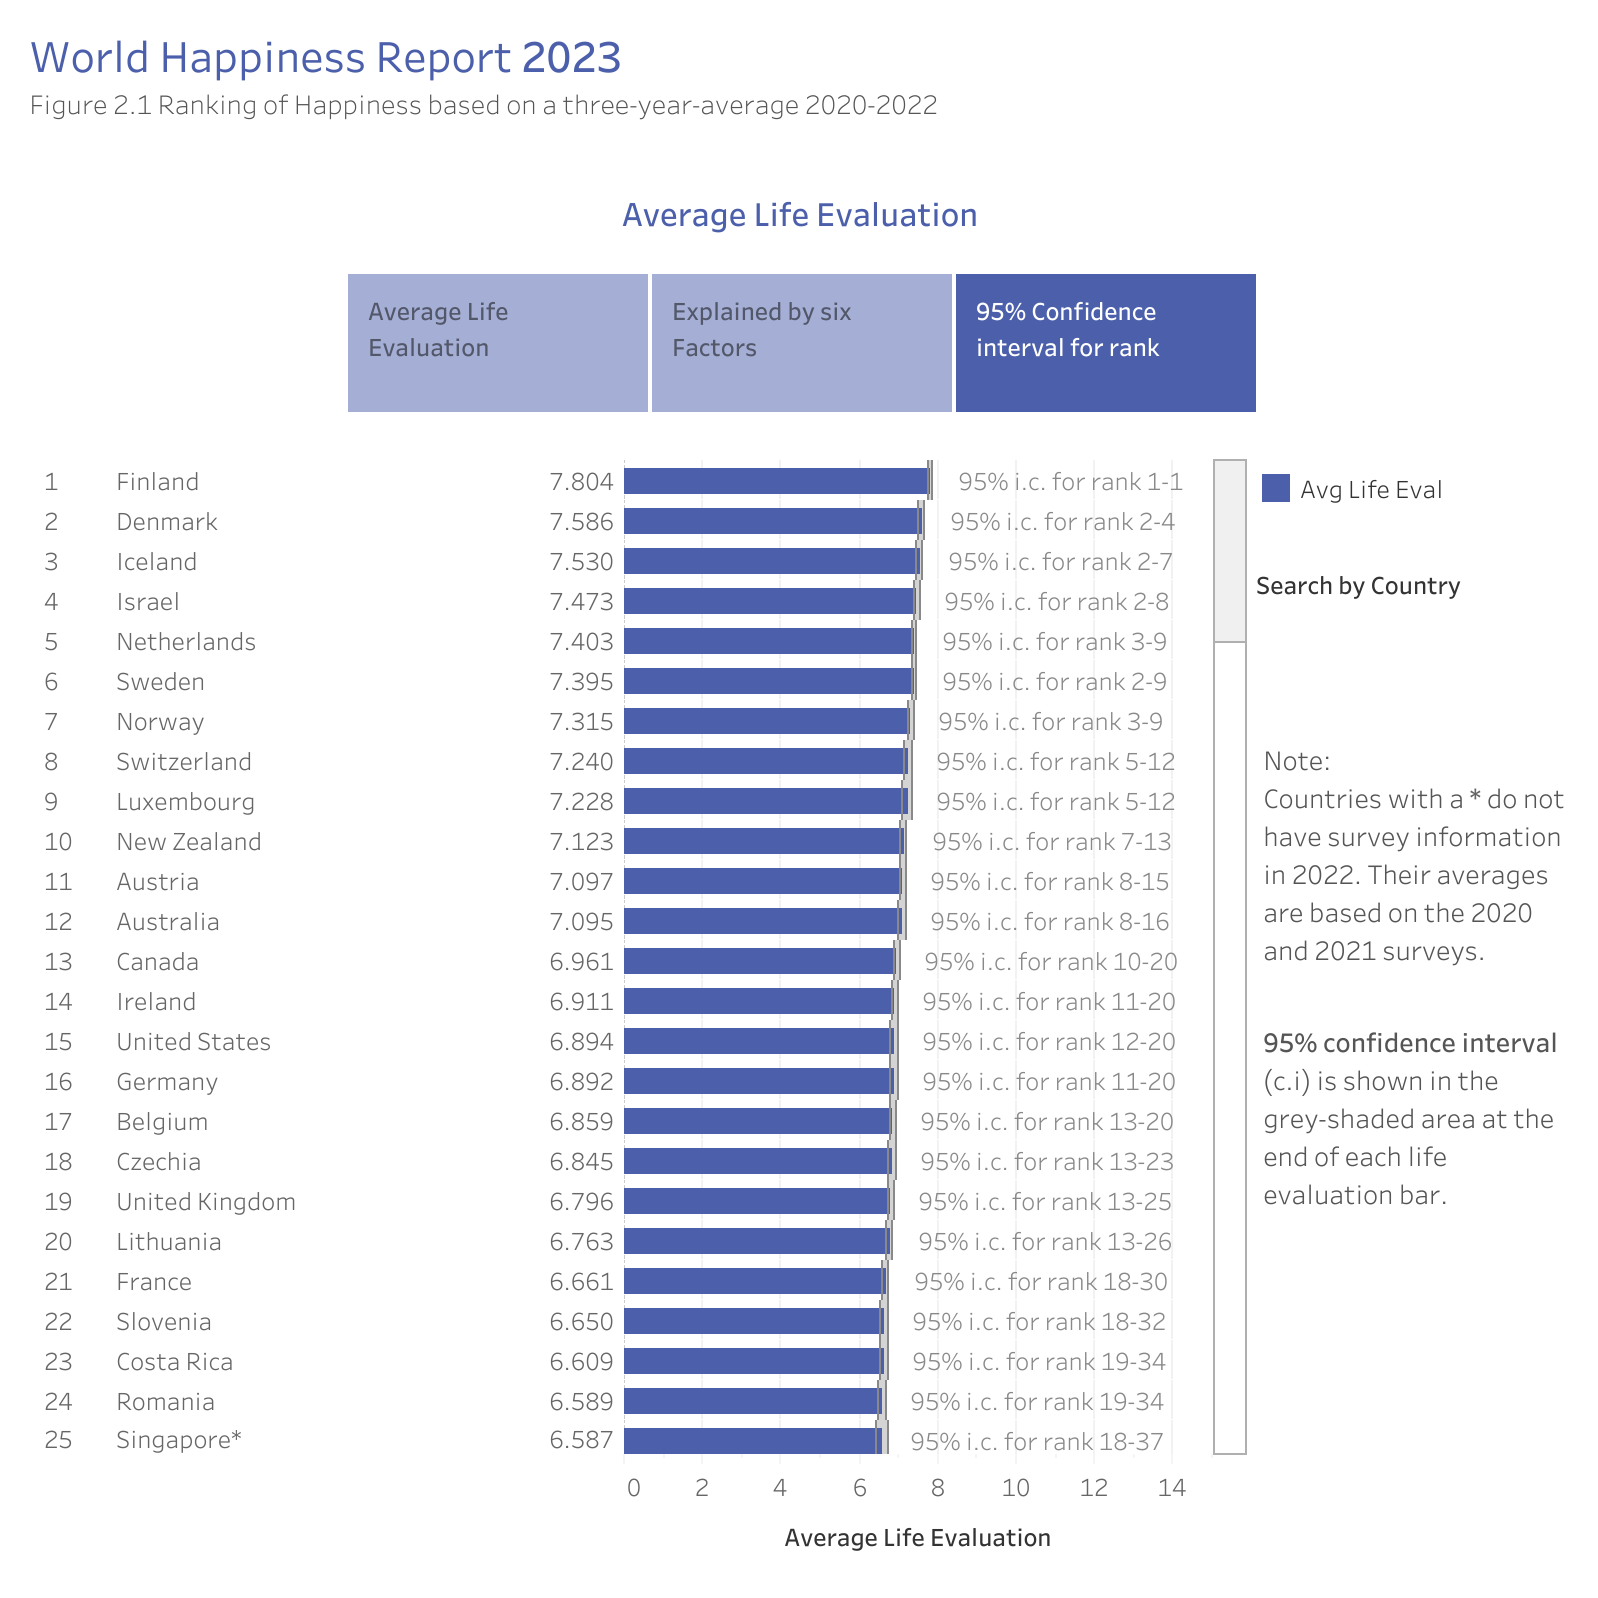 World Happiness Report 2023
Figure 2.1 Ranking of Happiness based on a three-year-average 2020-2022
Average Life Evaluation
Average Life
Evaluation
Explained by six
Factors
95% Confidence
interval for rank
1 Finland 7.804 95% i.c. for rank 1-1
2 Denmark 7.586 95% i.c. for rank 2-4
3 Iceland 7.530 95% i.c. for rank 2-7
4 Israel 7.473 95% i.c. for rank 2-8
5 Netherlands 7.403 95% i.c. for rank 3-9
6 Sweden 7.395 95% i.c. for rank 2-9
7 Norway 7.315 95% i.c. for rank 3-9
8 Switzerland 7.240 95% i.c. for rank 5-12
9 Luxembourg 7.228 95% i.c. for rank 5-12
10 New Zealand 7.123 95% i.c. for rank 7-13
11 Austria 7.097 95% i.c. for rank 8-15
12 Australia 7.095 95% i.c. for rank 8-16
13 Canada 6.961 95% i.c. for rank 10-20
14 Ireland 6.911 95% i.c. for rank 11-20
15 United States 6.894 95% i.c. for rank 12-20
16 Germany 6.892 95% i.c. for rank 11-20
17 Belgium 6.859 95% i.c. for rank 13-20
18 Czechia 6.845 95% i.c. for rank 13-23
19 United Kingdom 6.796 95% i.c. for rank 13-25
20 Lithuania 6.763 95% i.c. for rank 13-26
21 France 6.661 95% i.c. for rank 18-30
22 Slovenia 6.650 95% i.c. for rank 18-32
23 Costa Rica 6.609 95% i.c. for rank 19-34
24 Romania 6.589 95% i.c. for rank 19-34
25 Singapore* 6.587 95% i.c. for rank 18-37
0 2 4 6 8 10 12 14
Average Life Evaluation
Avg Life Eval
Search by Country
Note:
Countries with a * do not
have survey information
in 2022. Their averages
are based on the 2020
and 2021 surveys.
95% confidence interval
(c.i) is shown in the
grey-shaded area at the
end of each life
evaluation bar.